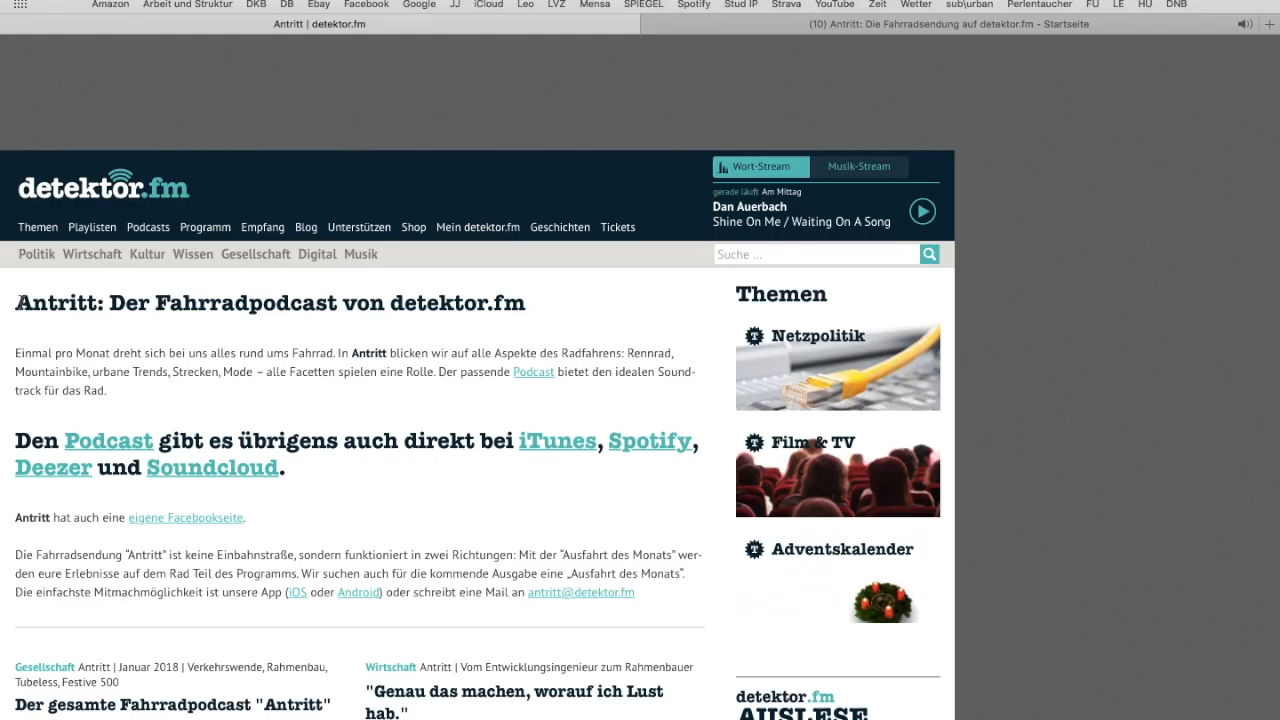 Amazon Arbeit und Struktur DKB DB Ebay Facebook Google JJ iCloud Leo LVZ Mensa SPIEGEL Spotify Stud IP Strava YouTube Zeit Wetter sub\urban Perlentaucher FU LE HU DNB
Antritt | detektor.fm
(10) Antritt: Die Fahrradsendung auf detektor.fm - Startseite
detektor.fm
Wort-Stream Musik-Stream
gerade läuft Am Mittag
Dan Auerbach
Shine On Me / Waiting On A Song
Themen Playlisten Podcasts Programm Empfang Blog Unterstützen Shop Mein detektor.fm Geschichten Tickets
Politik Wirtschaft Kultur Wissen Gesellschaft Digital Musik
Suche ...
Antritt: Der Fahrradpodcast von detektor.fm
Einmal pro Monat dreht sich bei uns alles rund ums Fahrrad. In Antritt blicken wir auf alle Aspekte des Radfahrens: Rennrad,
Mountainbike, urbane Trends, Strecken, Mode – alle Facetten spielen eine Rolle. Der passende Podcast bietet den idealen Sound-
track für das Rad.
Den Podcast gibt es übrigens auch direkt bei iTunes, Spotify,
Deezer und Soundcloud.
Antritt hat auch eine eigene Facebookseite.
Die Fahrradsendung “Antritt” ist keine Einbahnstraße, sondern funktioniert in zwei Richtungen: Mit der “Ausfahrt des Monats” wer-
den eure Erlebnisse auf dem Rad Teil des Programms. Wir suchen auch für die kommende Ausgabe eine „Ausfahrt des Monats“.
Die einfachste Mitmachmöglichkeit ist unsere App (iOS oder Android) oder schreibt eine Mail an antritt@detektor.fm
Gesellschaft Antritt | Januar 2018 | Verkehrswende, Rahmenbau,
Tubeless, Festive 500
Der gesamte Fahrradpodcast "Antritt"
Wirtschaft Antritt | Vom Entwicklungsingenieur zum Rahmenbauer
"Genau das machen, worauf ich Lust
hab."
Themen
Netzpolitik
Film & TV
Adventskalender
detektor.fm
AUSLESE